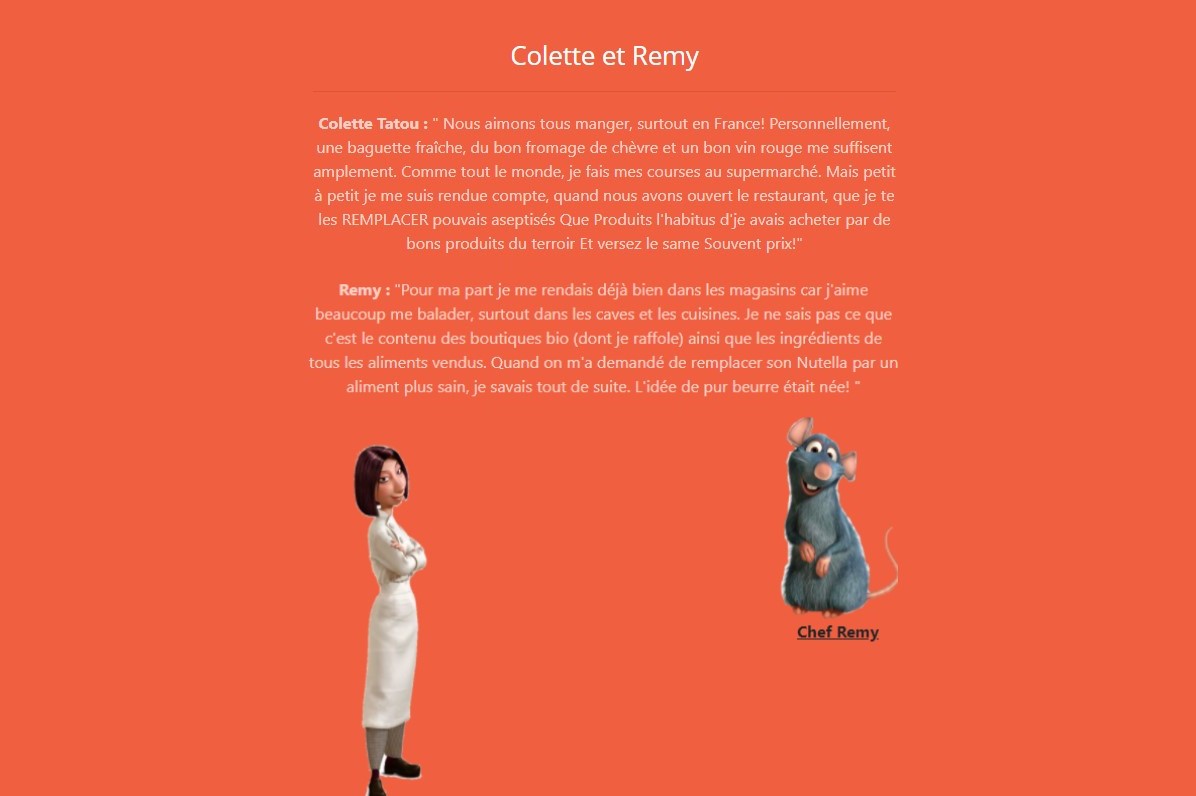 Colette et Remy
Colette Tatou : " Nous aimons tous manger, surtout en France! Personnellement,
une baguette fraîche, du bon fromage de chèvre et un bon vin rouge me suffisent
amplement. Comme tout le monde, je fais mes courses au supermarché. Mais petit
à petit je me suis rendue compte, quand nous avons ouvert le restaurant, que je te
les REMPLACER pouvais aseptisés Que Produits l'habitus d'je avais acheter par de
bons produits du terroir Et versez le same Souvent prix!"
Remy : "Pour ma part je me rendais déjà bien dans les magasins car j'aime
beaucoup me balader, surtout dans les caves et les cuisines. Je ne sais pas ce que
c'est le contenu des boutiques bio (dont je raffole) ainsi que les ingrédients de
tous les aliments vendus. Quand on m'a demandé de remplacer son Nutella par un
aliment plus sain, je savais tout de suite. L'idée de pur beurre était née! "
Chef Remy